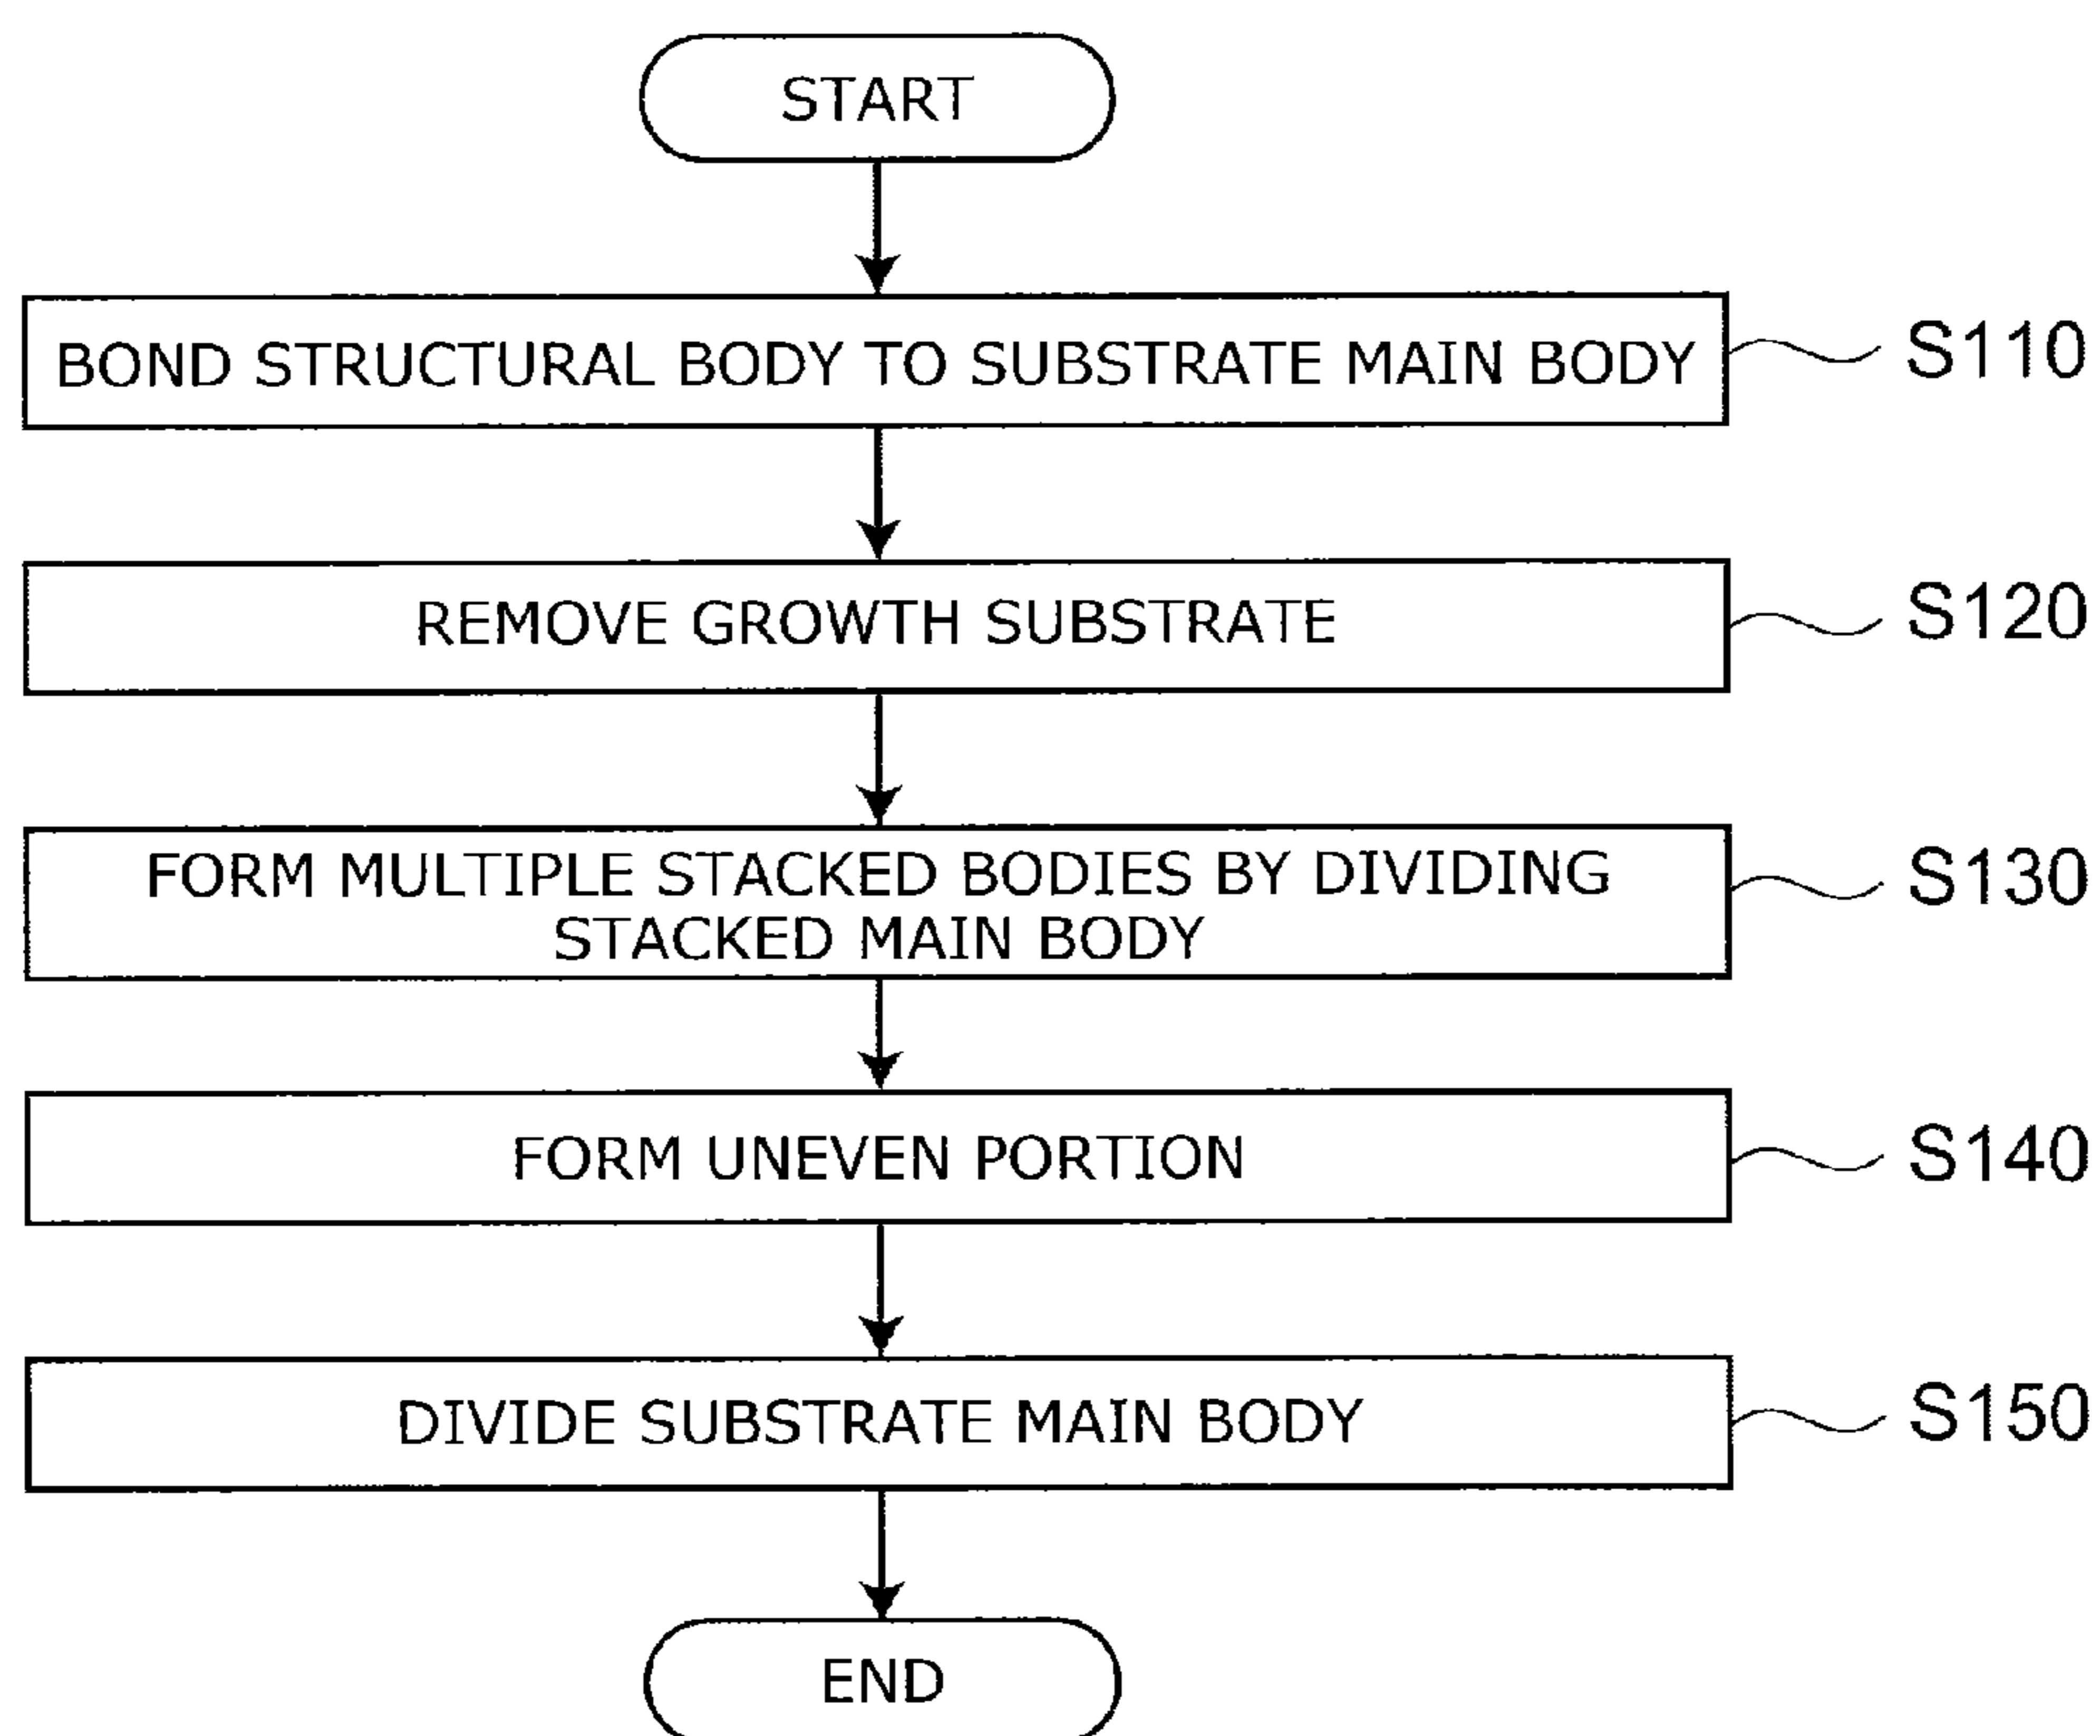 START
BOND STRUCTURAL BODY TO SUBSTRATE MAIN BODY
S110
REMOVE GROWTH SUBSTRATE
S120
FORM MULTIPLE STACKED BODIES BY DIVIDING
STACKED MAIN BODY
S130
FORM UNEVEN PORTION
S140
DIVIDE SUBSTRATE MAIN BODY
S150
END